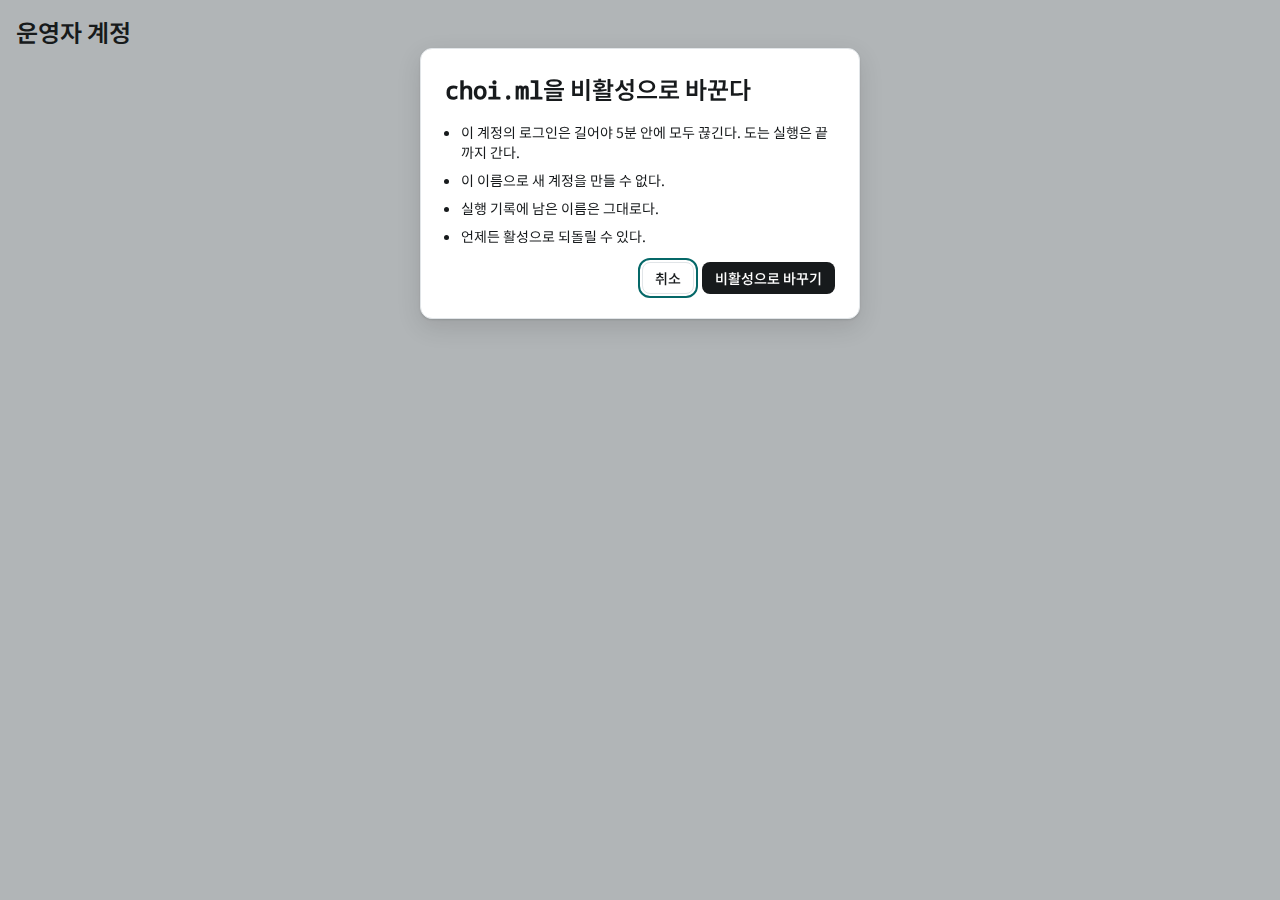 운영자 계정
choi.ml을 비활성으로 바꾼다
이 계정의 로그인은 길어야 5분 안에 모두 끊긴다. 도는 실행은 끝
까지 간다.
이 이름으로 새 계정을 만들 수 없다.
실행 기록에 남은 이름은 그대로다.
언제든 활성으로 되돌릴 수 있다.
취소
비활성으로 바꾸기